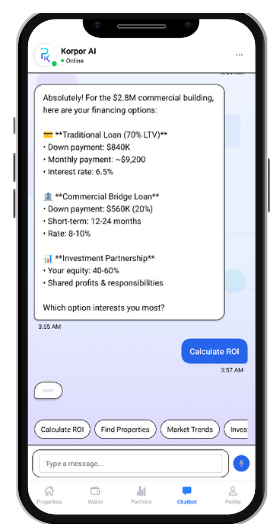 Korpor AI
Online
...
Absolutely! For the $2.8M commercial building,
here are your financing options:
💳 **Traditional Loan (70% LTV)**
• Down payment: $840K
• Monthly payment: ~$9,200
• Interest rate: 6.5%
🏦 **Commercial Bridge Loan**
• Down payment: $560K (20%)
• Short-term: 12-24 months
• Rate: 8-10%
📊 **Investment Partnership**
• Your equity: 40-60%
• Shared profits & responsibilities
Which option interests you most?
3:55 AM
Calculate ROI
3:57 AM
Calculate ROI Find Properties Market Trends Inves
Type a message...
Properties Wallet Portfolio Chatbot Profile